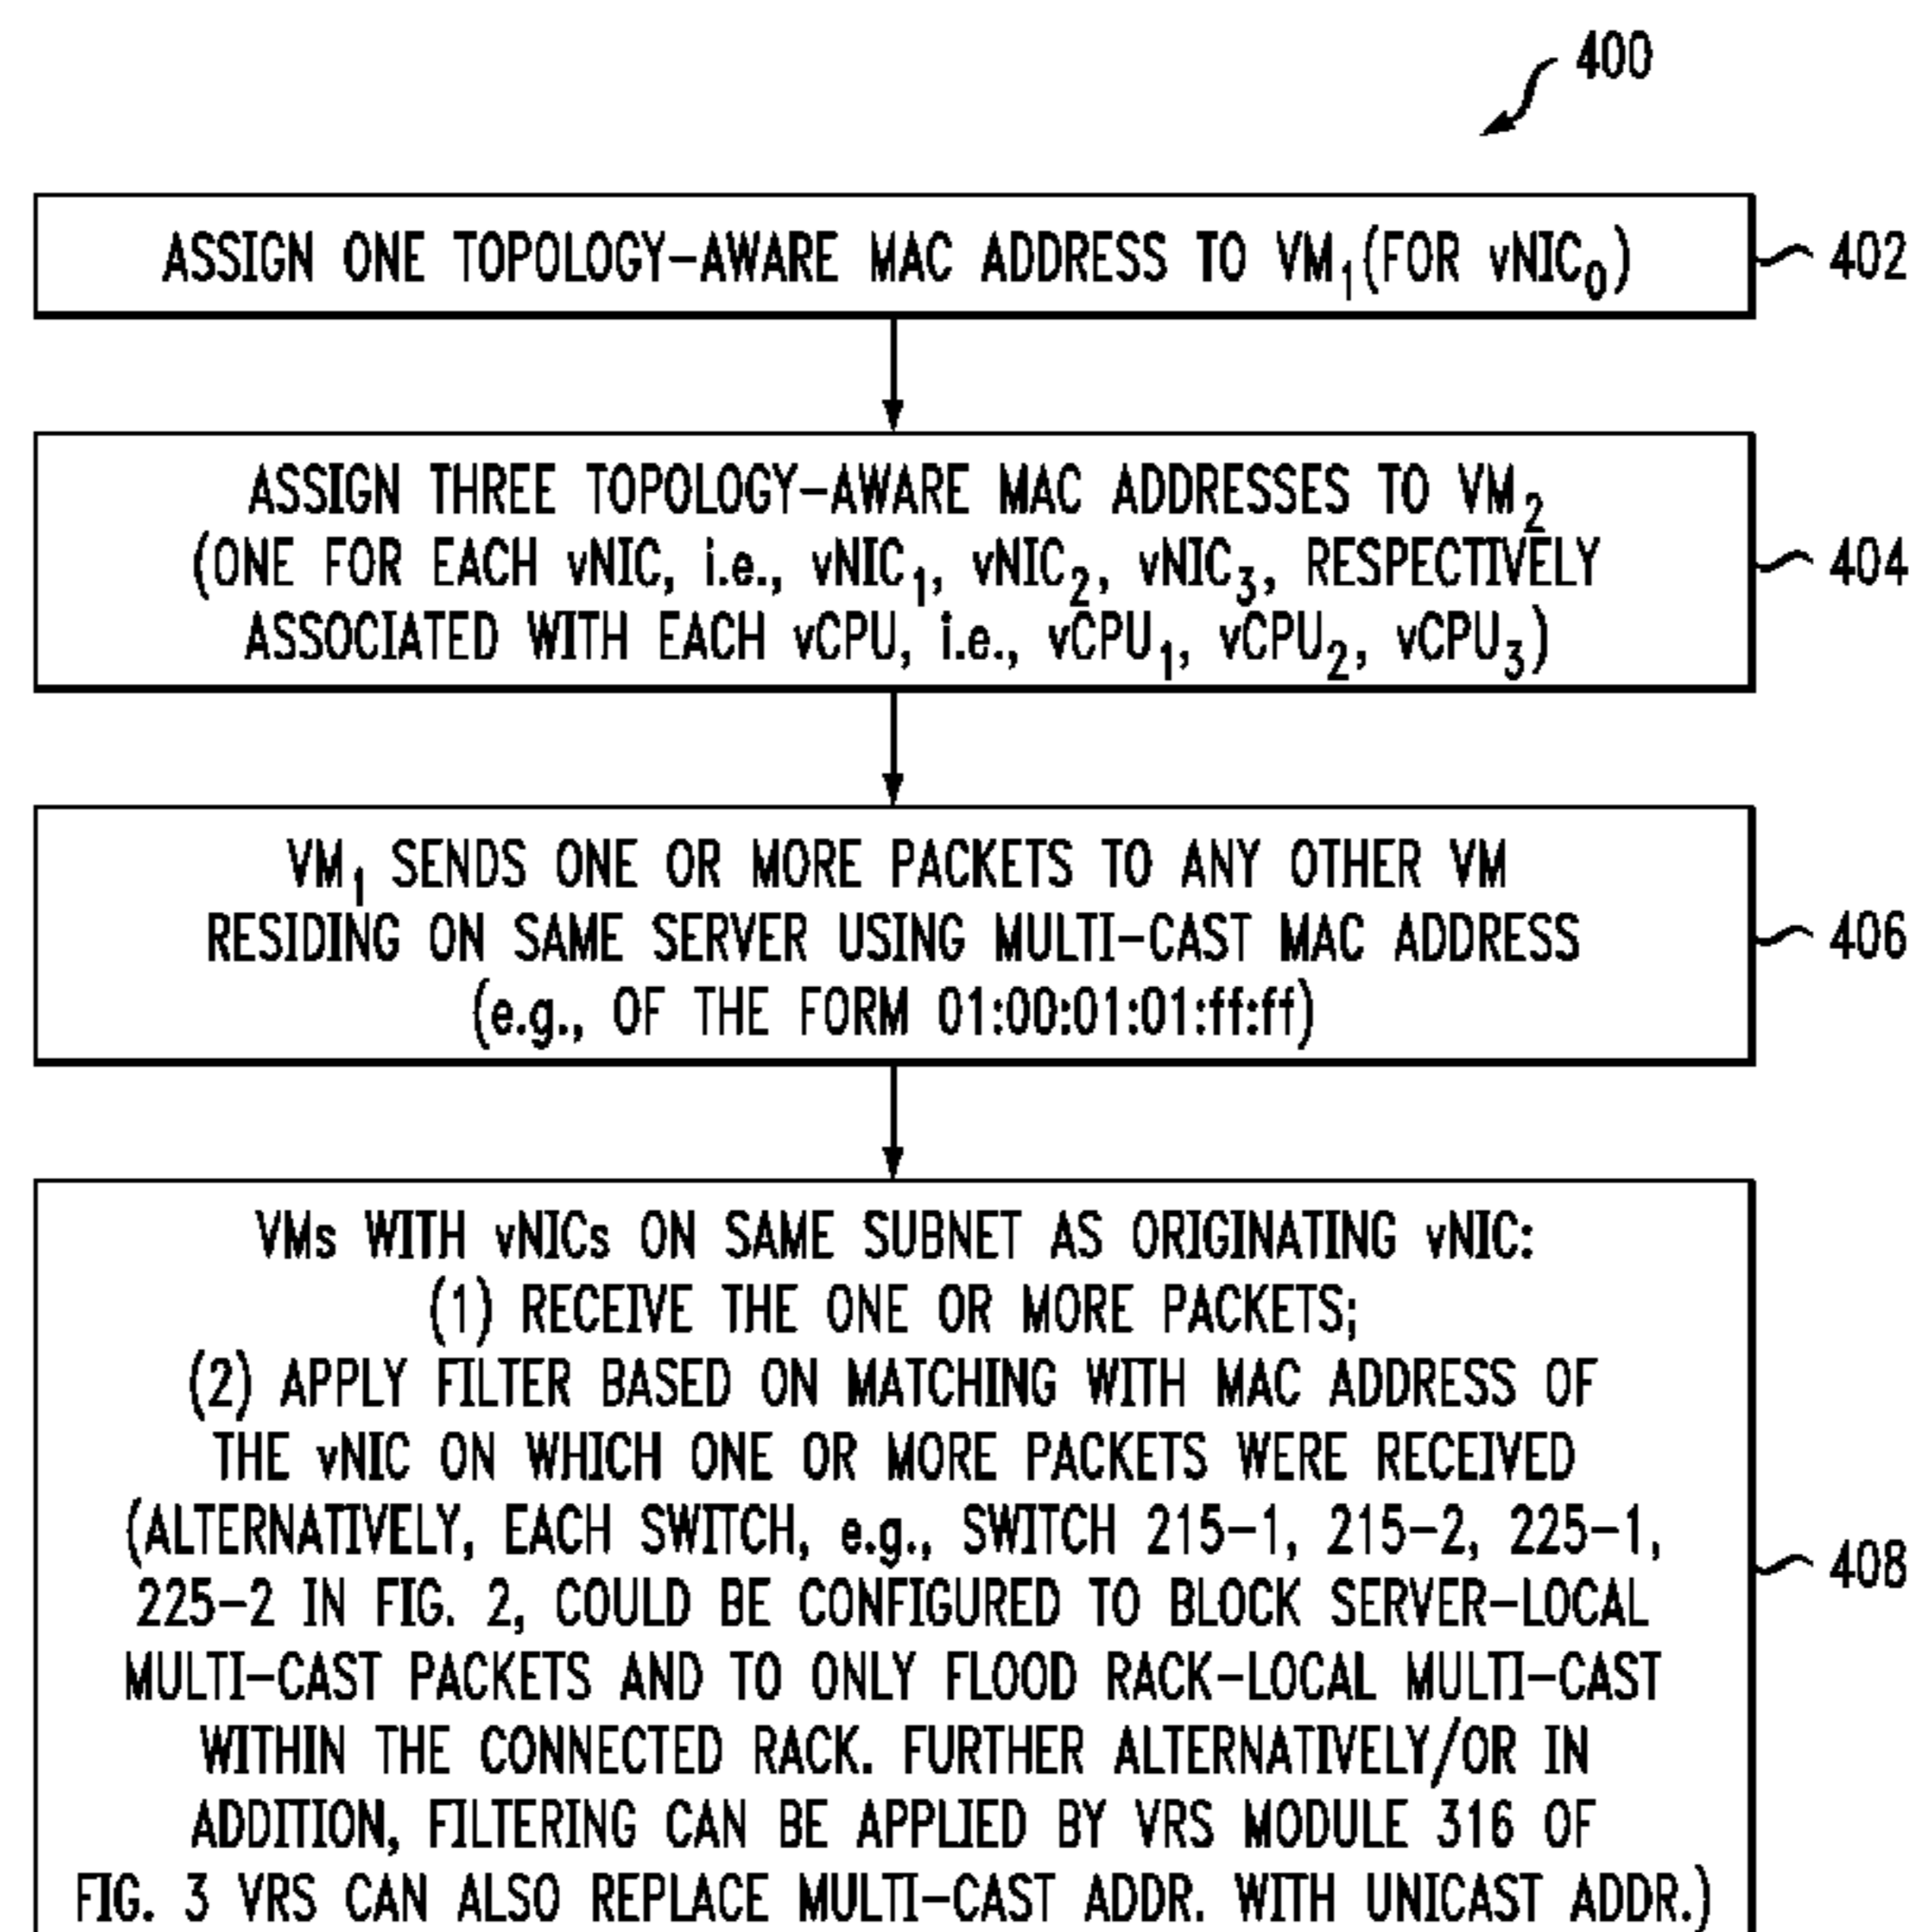 400
ASSIGN ONE TOPOLOGY-AWARE MAC ADDRESS TO VM1(FOR vNIC0)
402
ASSIGN THREE TOPOLOGY-AWARE MAC ADDRESSES TO VM2
(ONE FOR EACH vNIC, i.e., vNIC1, vNIC2, vNIC3, RESPECTIVELY
ASSOCIATED WITH EACH vCPU, i.e., vCPU1, vCPU2, vCPU3)
404
VM1 SENDS ONE OR MORE PACKETS TO ANY OTHER VM
RESIDING ON SAME SERVER USING MULTI-CAST MAC ADDRESS
(e.g., OF THE FORM 01:00:01:01:ff:ff)
406
VMs WITH vNICs ON SAME SUBNET AS ORIGINATING vNIC:
(1) RECEIVE THE ONE OR MORE PACKETS;
(2) APPLY FILTER BASED ON MATCHING WITH MAC ADDRESS OF
THE vNIC ON WHICH ONE OR MORE PACKETS WERE RECEIVED
(ALTERNATIVELY, EACH SWITCH, e.g., SWITCH 215-1, 215-2, 225-1,
225-2 IN FIG. 2, COULD BE CONFIGURED TO BLOCK SERVER-LOCAL
MULTI-CAST PACKETS AND TO ONLY FLOOD RACK-LOCAL MULTI-CAST
WITHIN THE CONNECTED RACK. FURTHER ALTERNATIVELY/OR IN
ADDITION, FILTERING CAN BE APPLIED BY VRS MODULE 316 OF
FIG. 3 VRS CAN ALSO REPLACE MULTI-CAST ADDR. WITH UNICAST ADDR.)
408